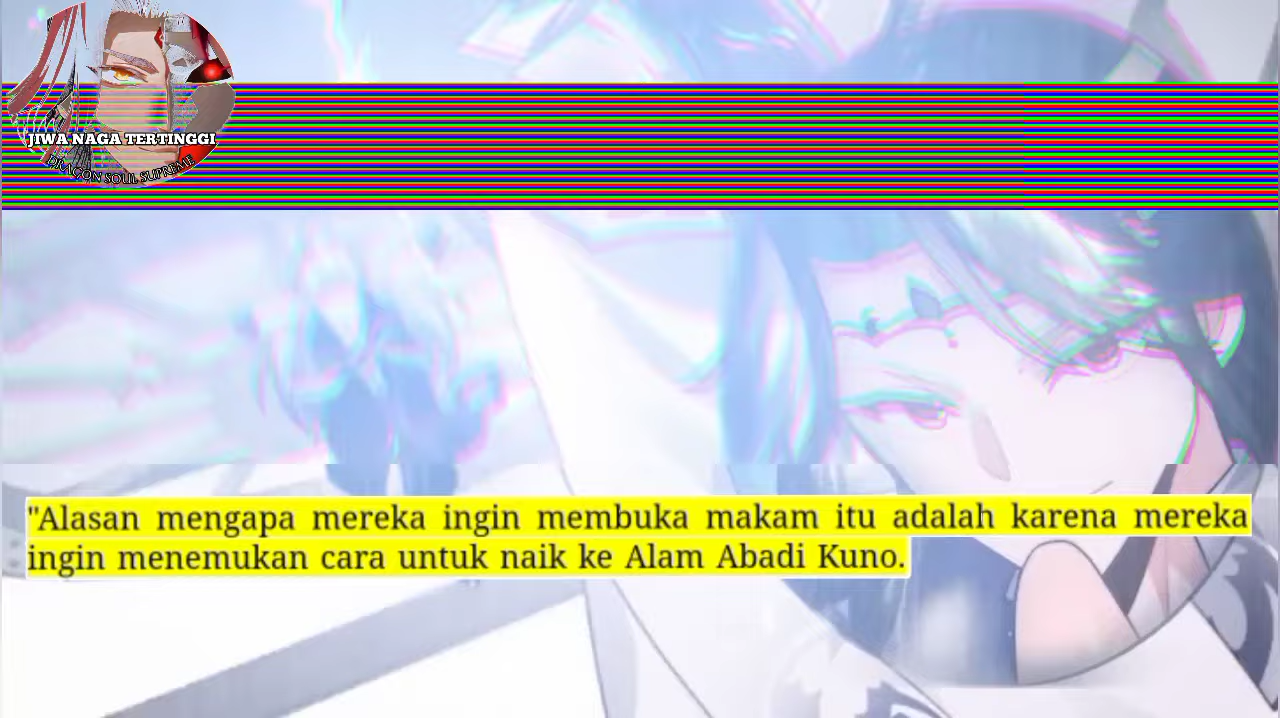 JIWA NAGA TERTINGGI
DRAGON SOUL SUPREME
"Alasan mengapa mereka ingin membuka makam itu adalah karena mereka
ingin menemukan cara untuk naik ke Alam Abadi Kuno.